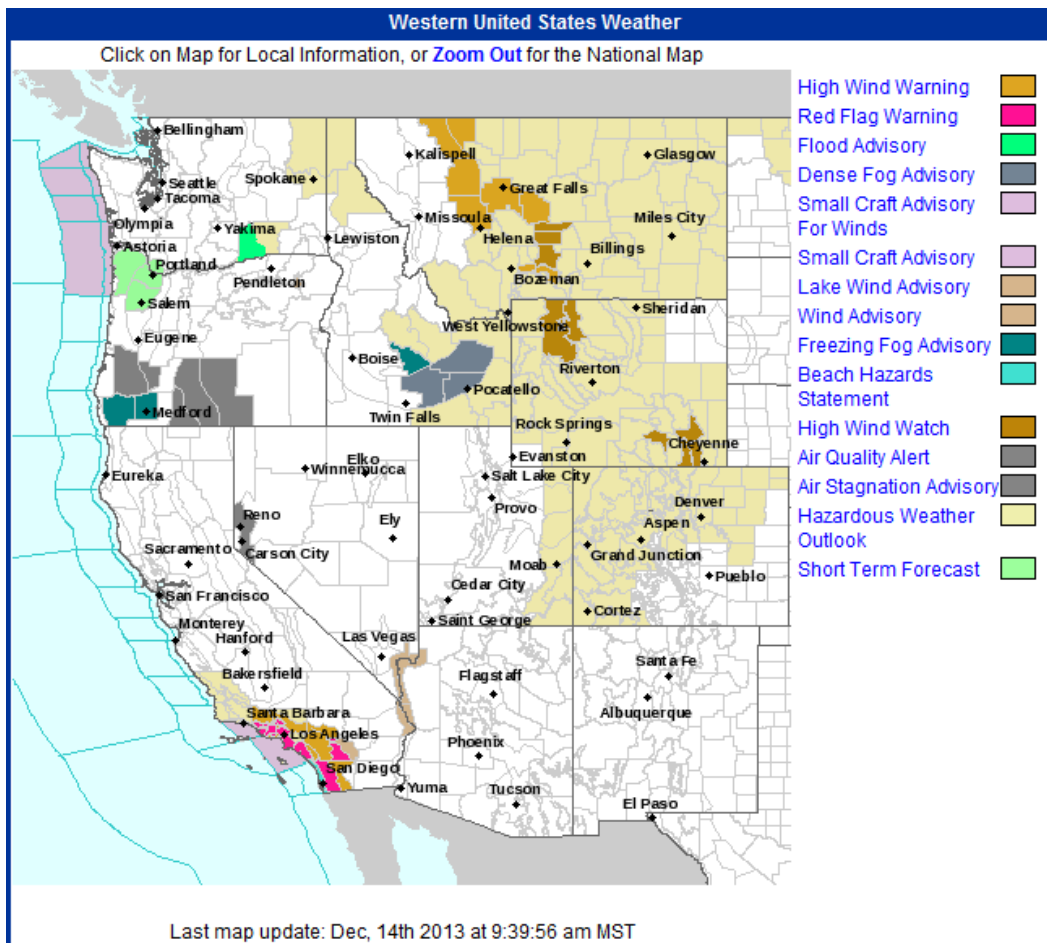 Western United States Weather
Click on Map for Local Information, or Zoom Out for the National Map
High Wind Warning
Red Flag Warning
Flood Advisory
Dense Fog Advisory
Small Craft Advisory
For Winds
Small Craft Advisory
Lake Wind Advisory
Wind Advisory
Freezing Fog Advisory
Beach Hazards
Statement
High Wind Watch
Air Quality Alert
Air Stagnation Advisory
Hazardous Weather
Outlook
Short Term Forecast
Bellingham
Kalispell
Glasgow
Spokane
Seattle
Great Falls
Tacoma
Olympia
Missoula
Miles City
Yakima
Lewiston
Helena
Astoria
Billings
Portland
Bozeman
Pendleton
Salem
Sheridan
West Yellowstone
Eugene
Boise
Riverton
Pocatello
Medford
Twin Falls
Rock Springs
Cheyenne
Elko
Evanston
Eureka
Winnemucca
Salt Lake City
Provo
Denver
Reno
Ely
Aspen
Sacramento
Carson City
Grand Junction
Moab
Pueblo
Cedar City
San Francisco
Cortez
Monterey
Saint George
Hanford
Las Vegas
Santa Fe
Bakersfield
Flagstaff
Albuquerque
Santa Barbara
Los Angeles
Phoenix
San Diego
Yuma
Tucson
El Paso
Last map update: Dec, 14th 2013 at 9:39:56 am MST